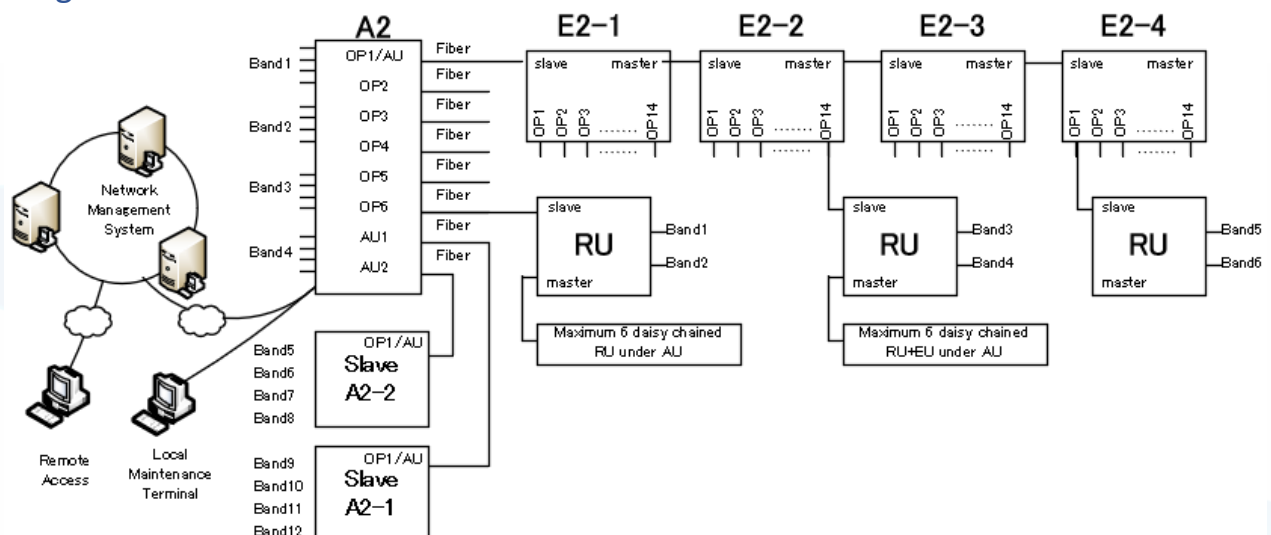 A2
E2-1
E2-2
E2-3
E2-4
Band1
Band2
Band3
Band4
OP1/AU
OP2
OP3
OP4
OP5
OP6
AU1
AU2
Fiber
Fiber
Fiber
Fiber
Fiber
Fiber
Fiber
Fiber
slave master
OP1 OP2 OP3 ....... OP14
.......
slave master
OP1 OP2 OP3 ....... OP14
.......
slave master
OP1 OP2 OP3 ....... OP14
.......
slave master
OP1 OP2 OP3 ....... OP14
.......
Network
Management
System
slave
RU
master
Band1
Band2
slave
RU
master
Band3
Band4
slave
RU
master
Band5
Band6
Maximum 6 daisy chained
RU under AU
Maximum 6 daisy chained
RU+EU under AU
Band5
Band6
Band7
Band8
OP1/AU
Slave
A2-2
Band9
Band10
Band11
Band12
OP1/AU
Slave
A2-1
Remote
Access
Local
Maintenance
Terminal